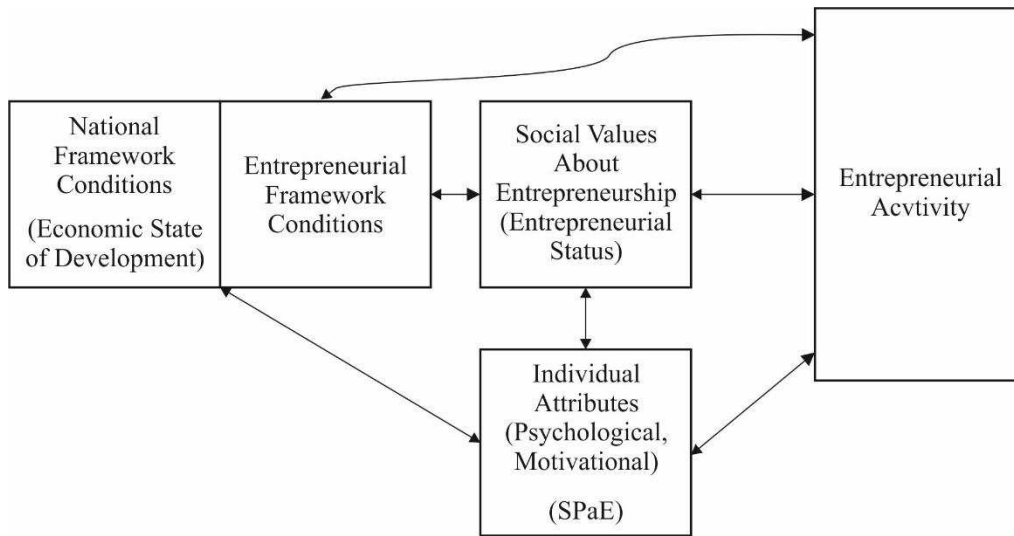 National
Framework
Conditions
(Economic State
of Development)
Entrepreneurial
Framework
Conditions
Social Values
About
Entrepreneurship
(Entrepreneurial
Status)
Entrepreneurial
Acvtivity
Individual
Attributes
(Psychological,
Motivational)
(SPaE)